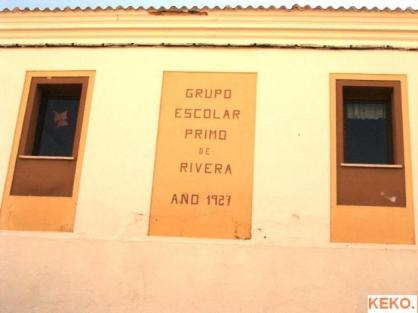 GRUPO
ESCOLAR
PRIMO
DE
RIVERA
AÑO 1927
KEKO.